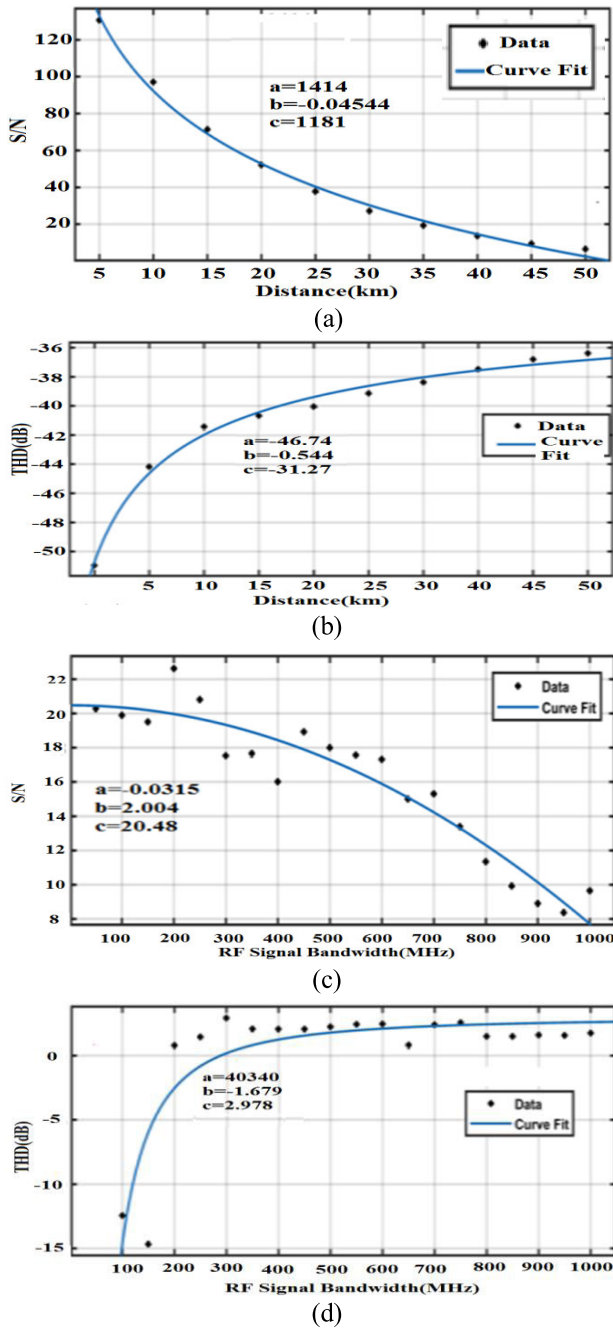 120
100
80
60
40
20
S/N
Data
Curve Fit
a=1414
b=-0.04544
c=1181
5 10 15 20 25 30 35 40 45 50
Distance(km)
(a)
-36
-38
-40
-42
-44
-46
-48
-50
THD(dB)
Data
Curve
Fit
a=-46.74
b=-0.544
c=-31.27
5 10 15 20 25 30 35 40 45 50
Distance(km)
(b)
22
20
18
16
14
12
10
8
S/N
Data
Curve Fit
a=-0.0315
b=2.004
c=20.48
100 200 300 400 500 600 700 800 900 1000
RF Signal Bandwidth(MHz)
(c)
0
-5
-10
-15
THD(dB)
a=40340
b=-1.679
c=2.978
Data
Curve Fit
100 200 300 400 500 600 700 800 900 1000
RF Signal Bandwidth(MHz)
(d)